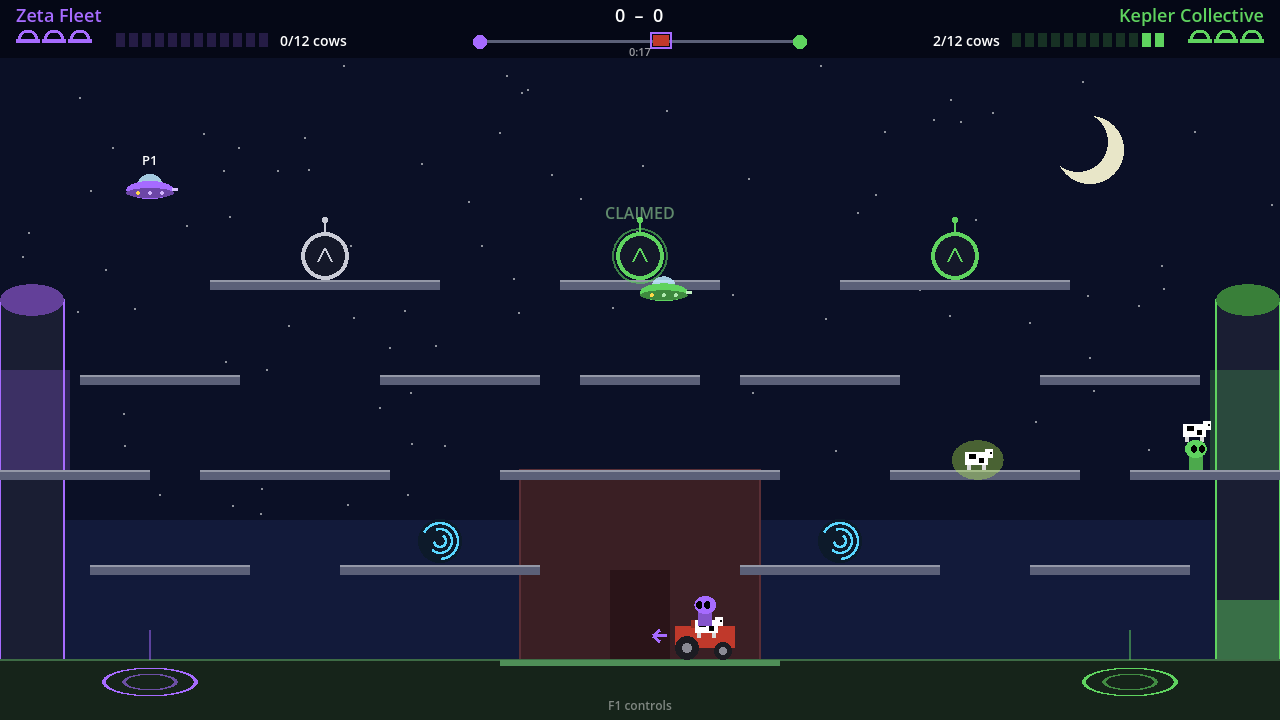 Zeta Fleet
0 – 0
Kepler Collective
0/12 cows
0:17
2/12 cows
P1
CLAIMED
F1 controls